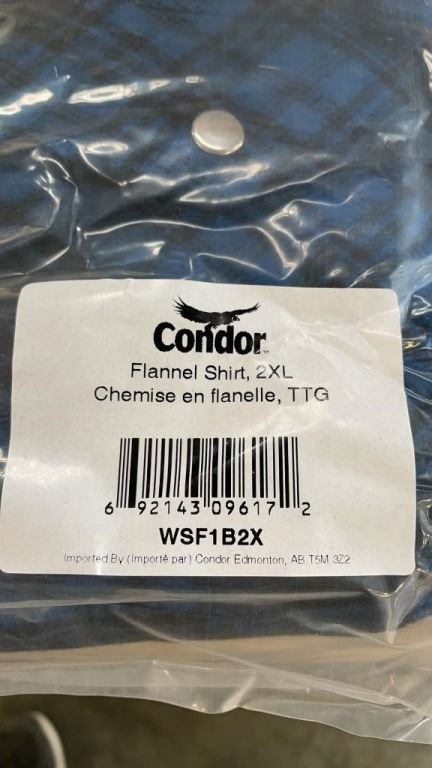 Condor
Flannel Shirt, 2XL
Chemise en flanelle, TTG
6 92143 09617 2
WSF1B2X
Imported By (Importé par) Condor Edmonton, AB T5M 3Z2